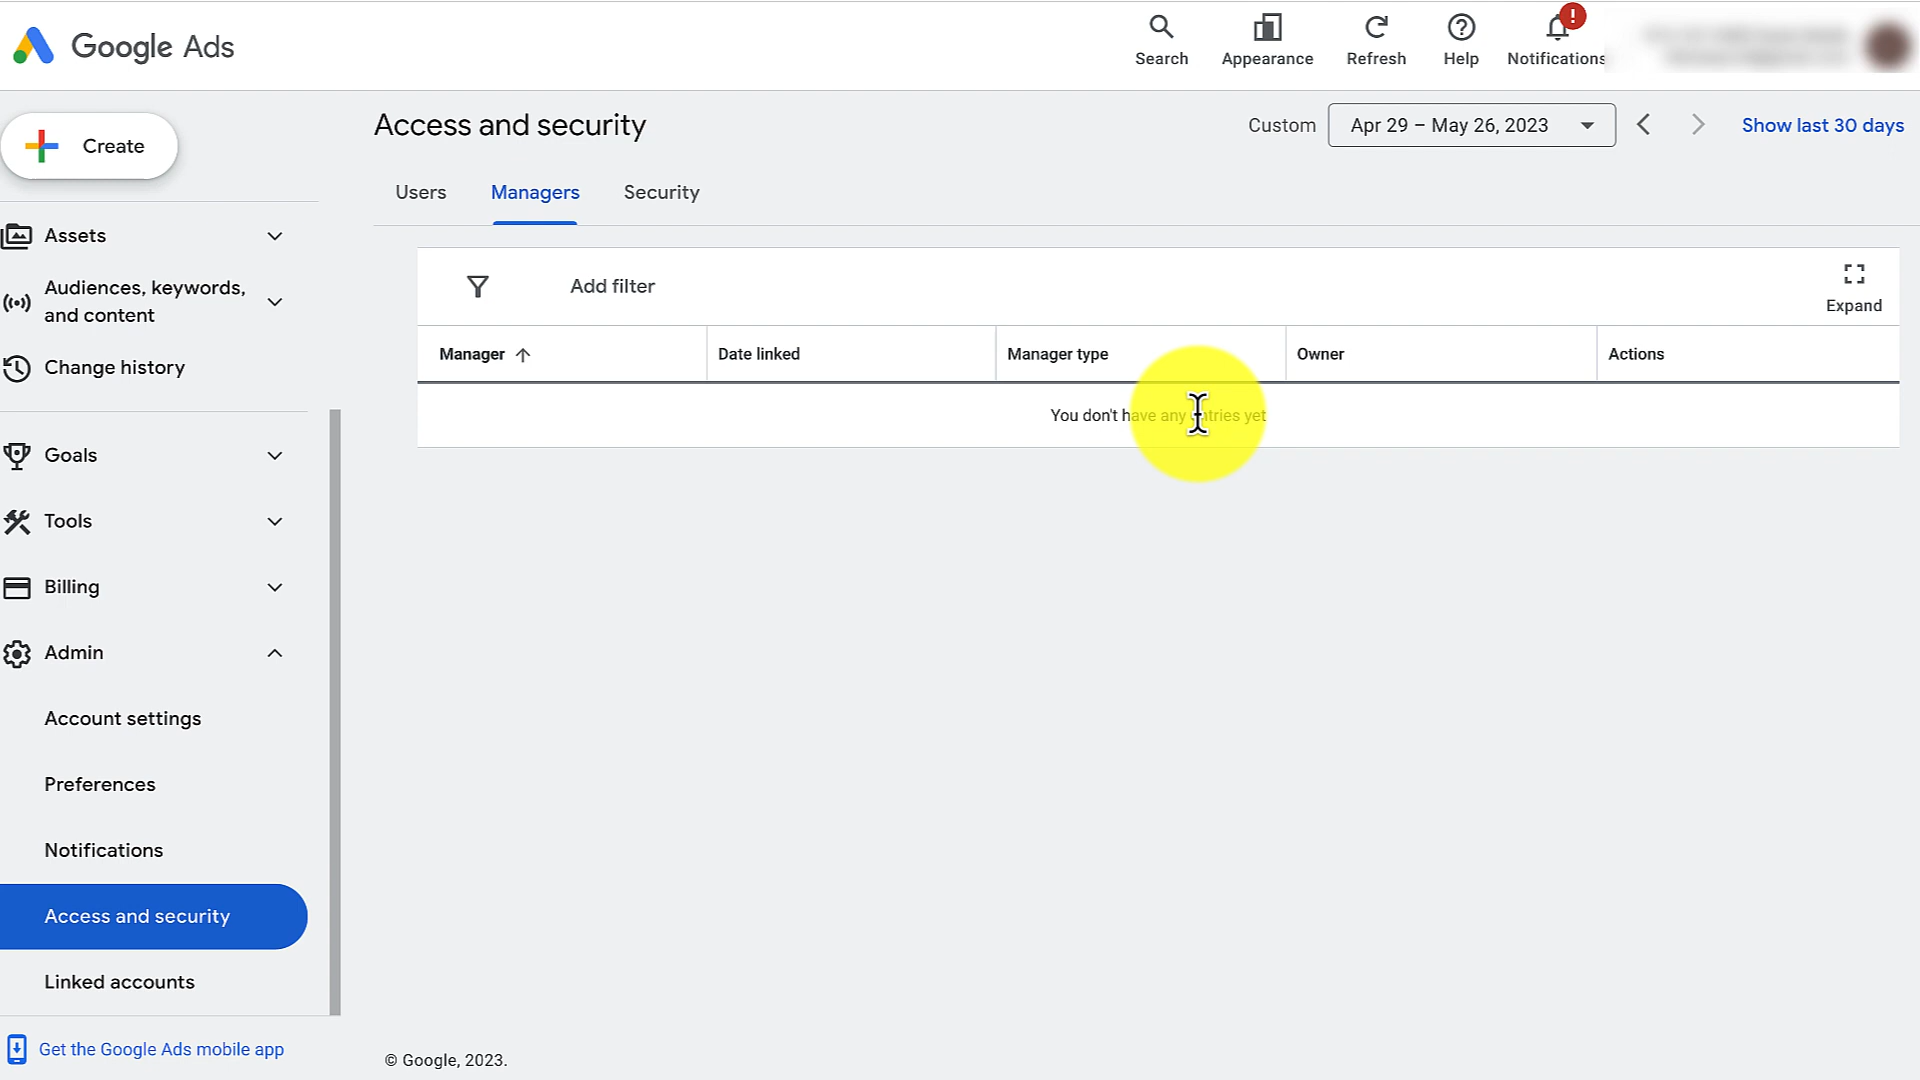 Google Ads
Search
Appearance
Refresh
Help
!
Notifications
Create
Assets
Audiences, keywords,
and content
Change history
Goals
Tools
Billing
Admin
Account settings
Preferences
Notifications
Access and security
Linked accounts
Get the Google Ads mobile app
Access and security
Custom
Apr 29 – May 26, 2023
Show last 30 days
Users
Managers
Security
Add filter
Expand
Manager
Date linked
Manager type
Owner
Actions
You don't have any entries yet
© Google, 2023.